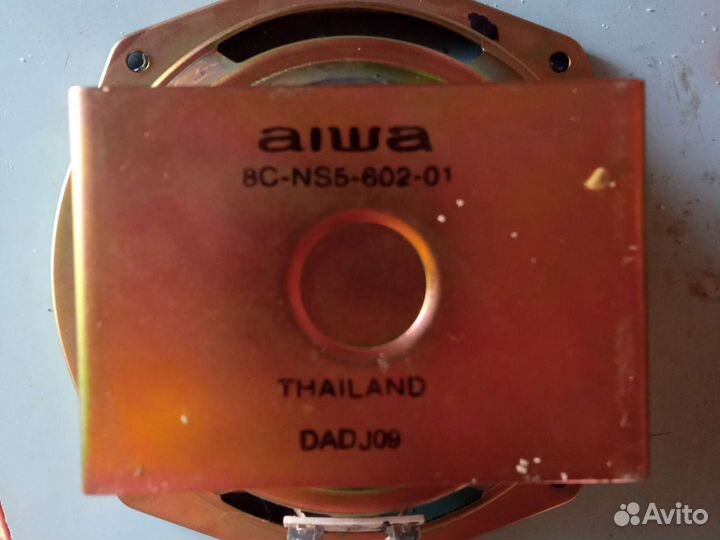 aiwa
8C-NS5-602-01
THAILAND
DADJ09
Avito